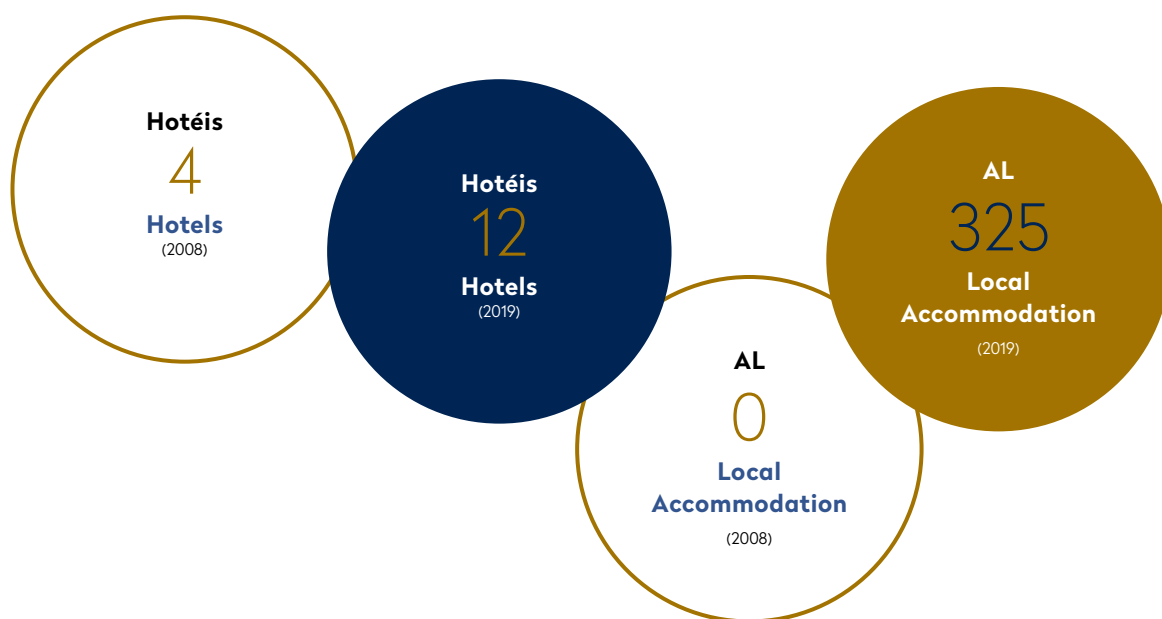 Hotéis
4
Hotels
(2008)
Hotéis
12
Hotels
(2019)
AL
0
Local
Accommodation
(2008)
AL
325
Local
Accommodation
(2019)